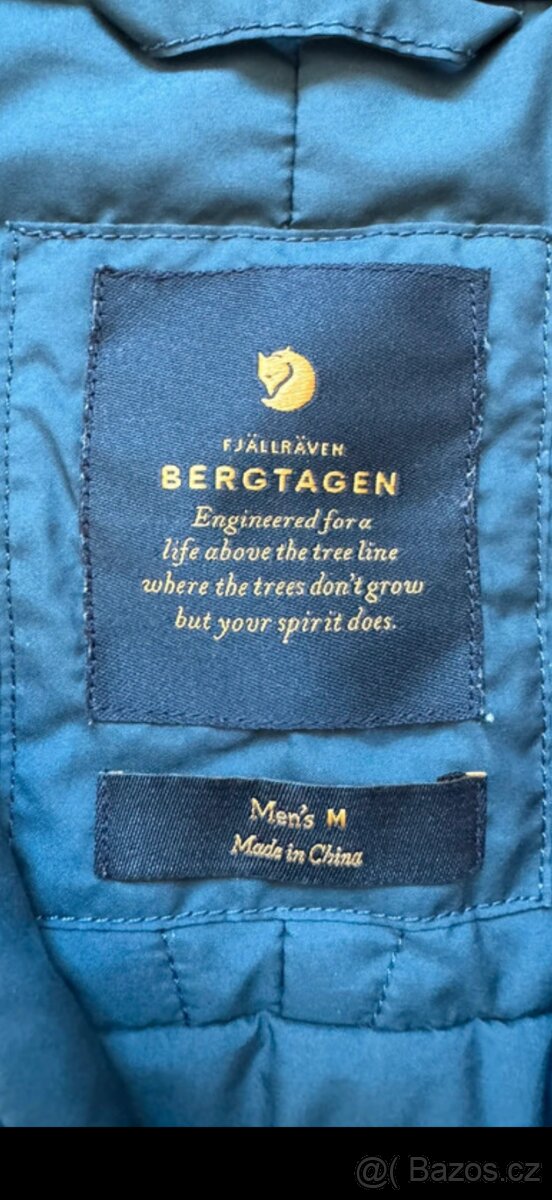 FJÄLLRÄVEN
BERGTAGEN
Engineered for a
life above the tree line
where the trees don't grow
but your spirit does.
Men's M
Made in China
@( Bazos.cz